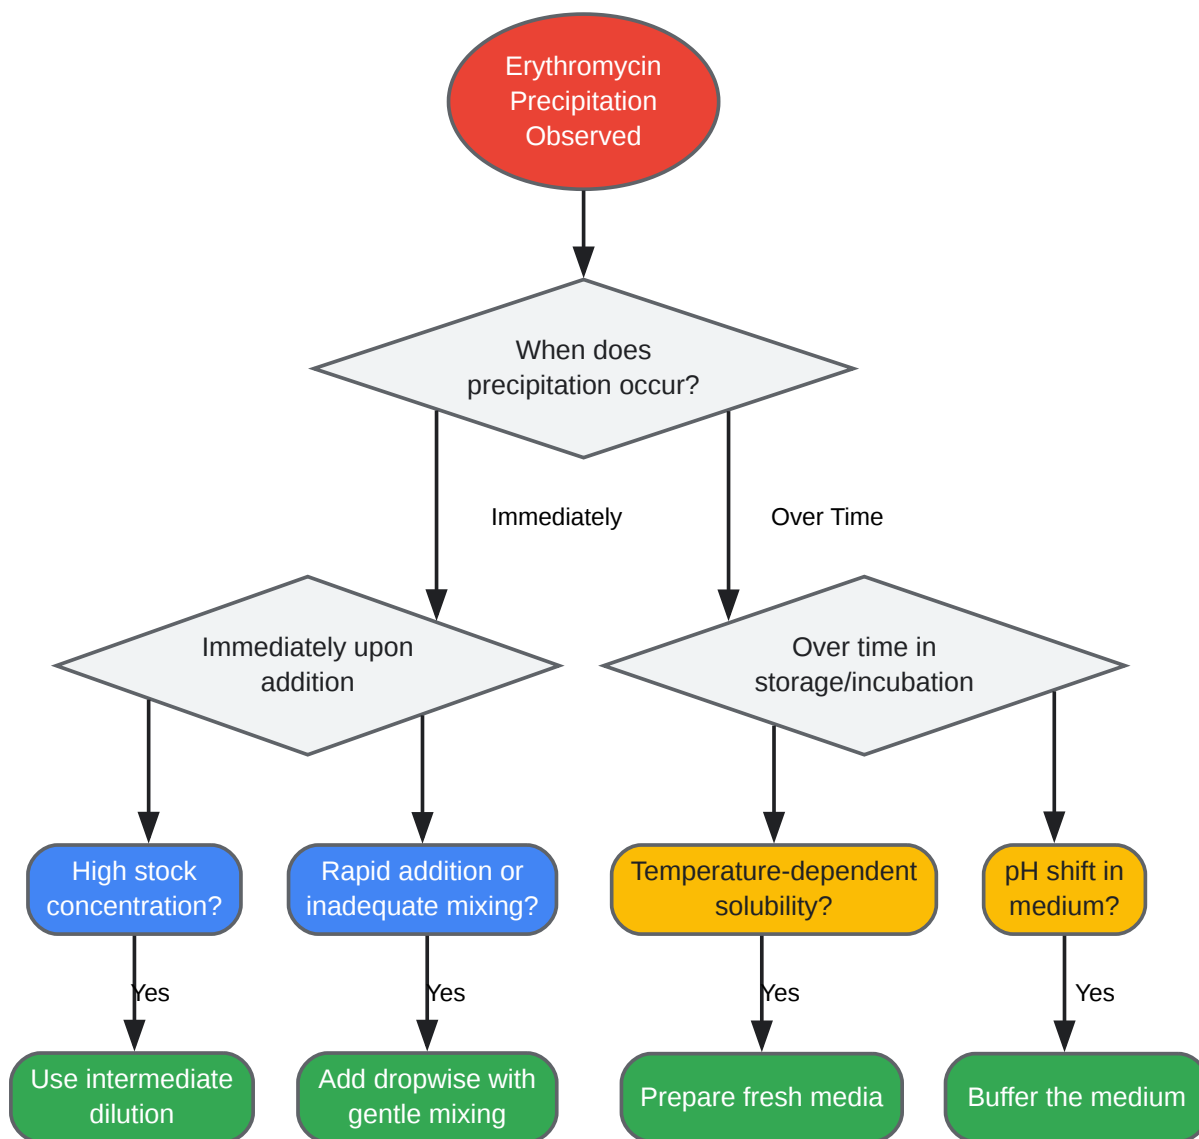 Erythromycin
Precipitation
Observed
When does
precipitation occur?
Immediately
Over Time
Immediately upon
addition
Over time in
storage/incubation
High stock
concentration?
Rapid addition or
inadequate mixing?
Temperature-dependent
solubility?
pH shift in
medium?
Yes
Yes
Yes
Yes
Use intermediate
dilution
Add dropwise with
gentle mixing
Prepare fresh media
Buffer the medium